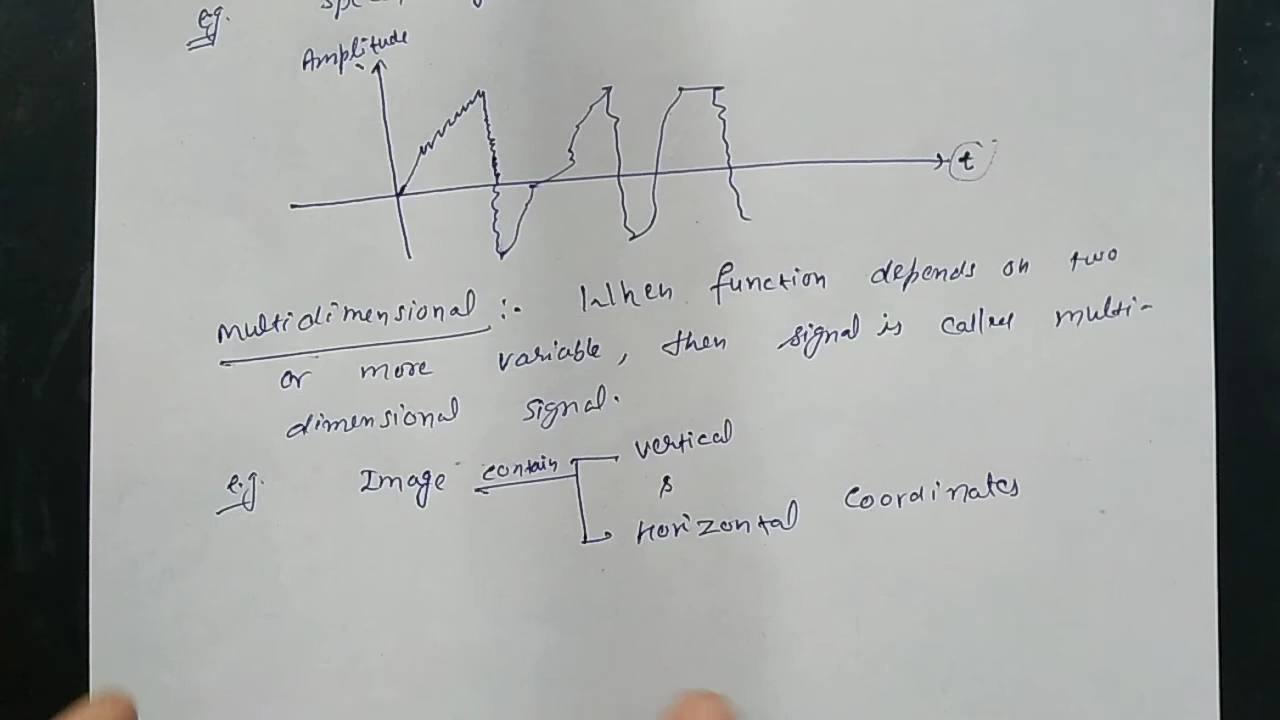 e.g.
Amplitude
t
Multidimensional :- When function depends on two
or more variable, then signal is called multi-
dimensional signal.
e.g. Image contain vertical
&
Horizontal Coordinates